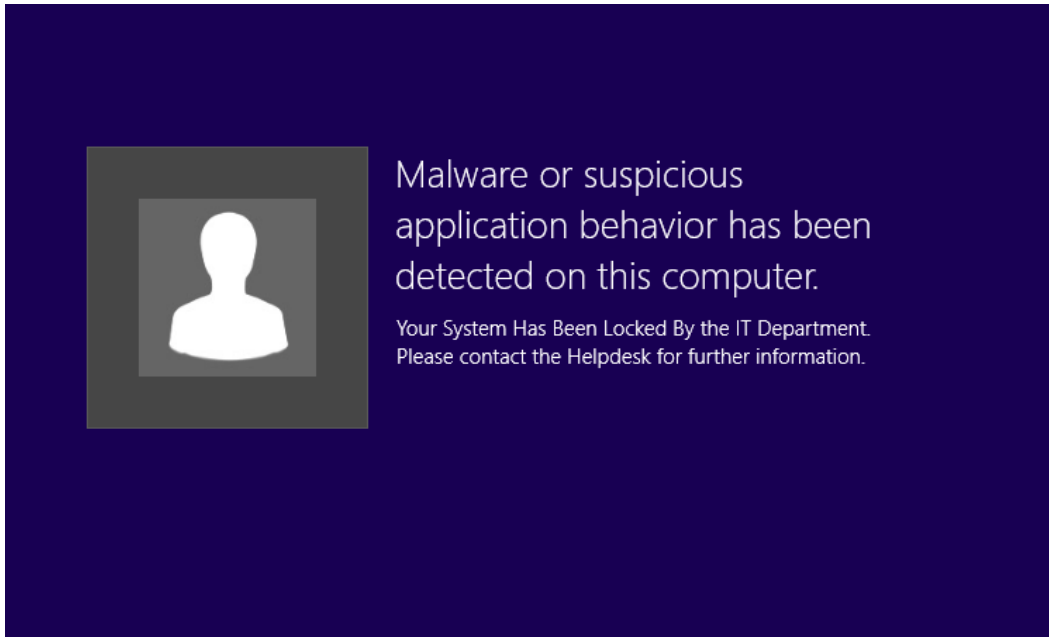 Malware or suspicious
application behavior has been
detected on this computer.
Your System Has Been Locked By the IT Department.
Please contact the Helpdesk for further information.